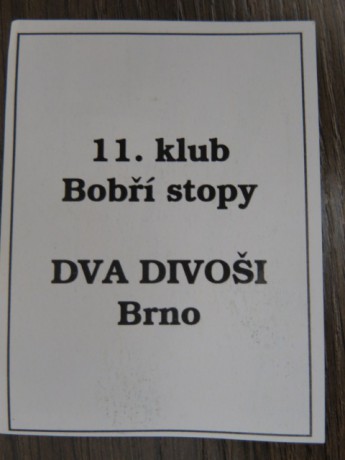 11. klub
Bobří stopy
DVA DIVOŠI
Brno